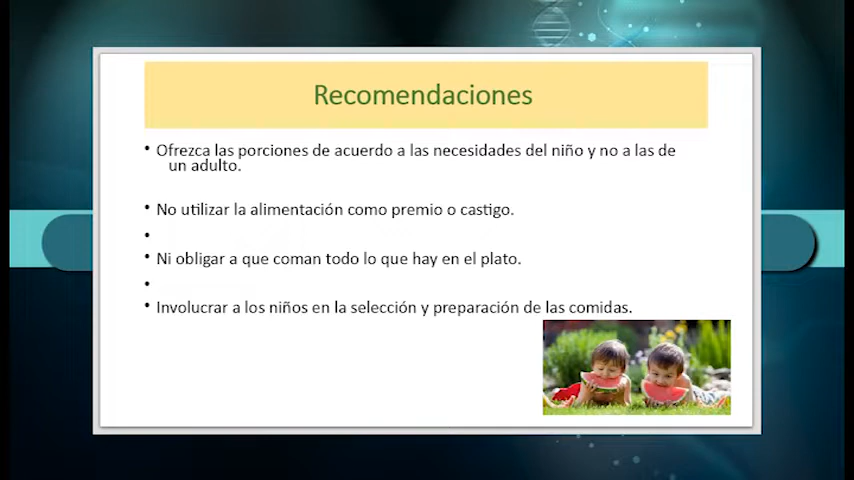 Recomendaciones
• Ofrezca las porciones de acuerdo a las necesidades del niño y no a las de
un adulto.
• No utilizar la alimentación como premio o castigo.
•
• Ni obligar a que coman todo lo que hay en el plato.
•
• Involucrar a los niños en la selección y preparación de las comidas.